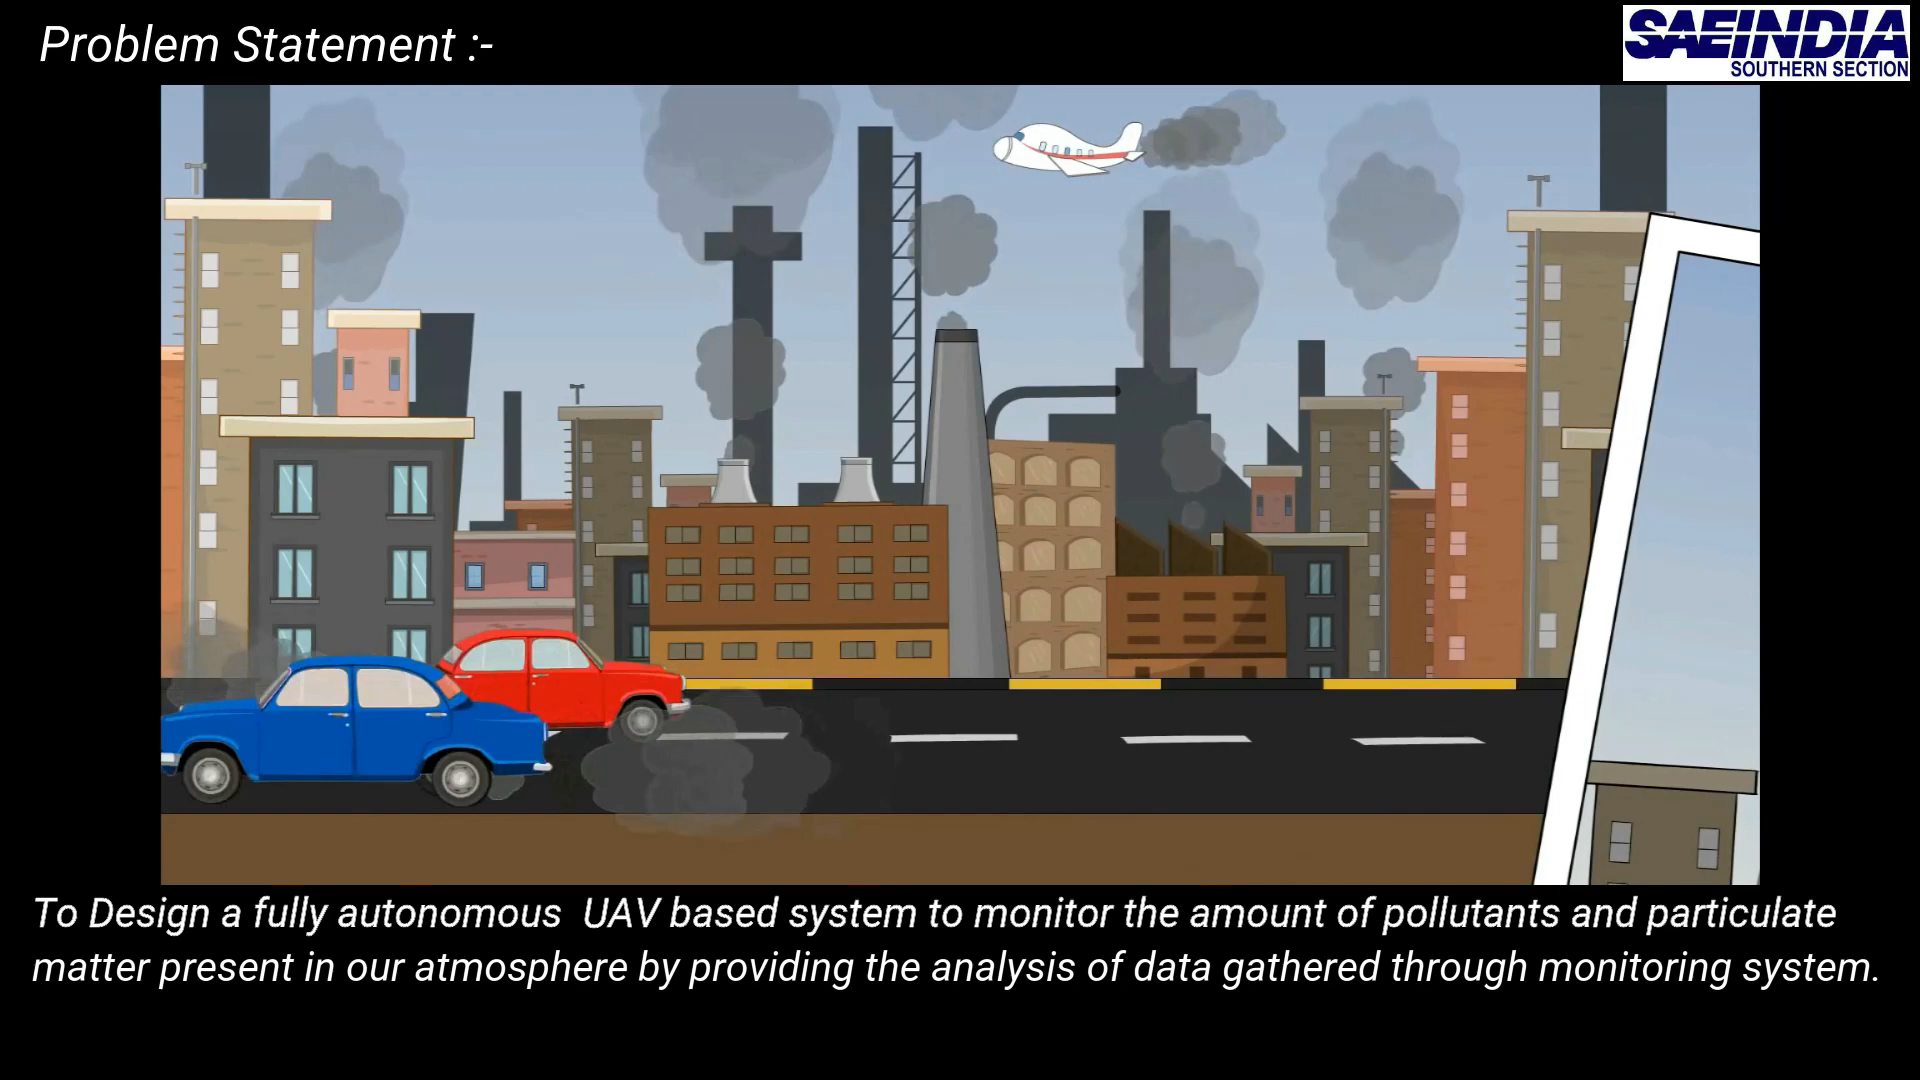 Problem Statement :-
SAEINDIA
SOUTHERN SECTION
To Design a fully autonomous UAV based system to monitor the amount of pollutants and particulate
matter present in our atmosphere by providing the analysis of data gathered through monitoring system.